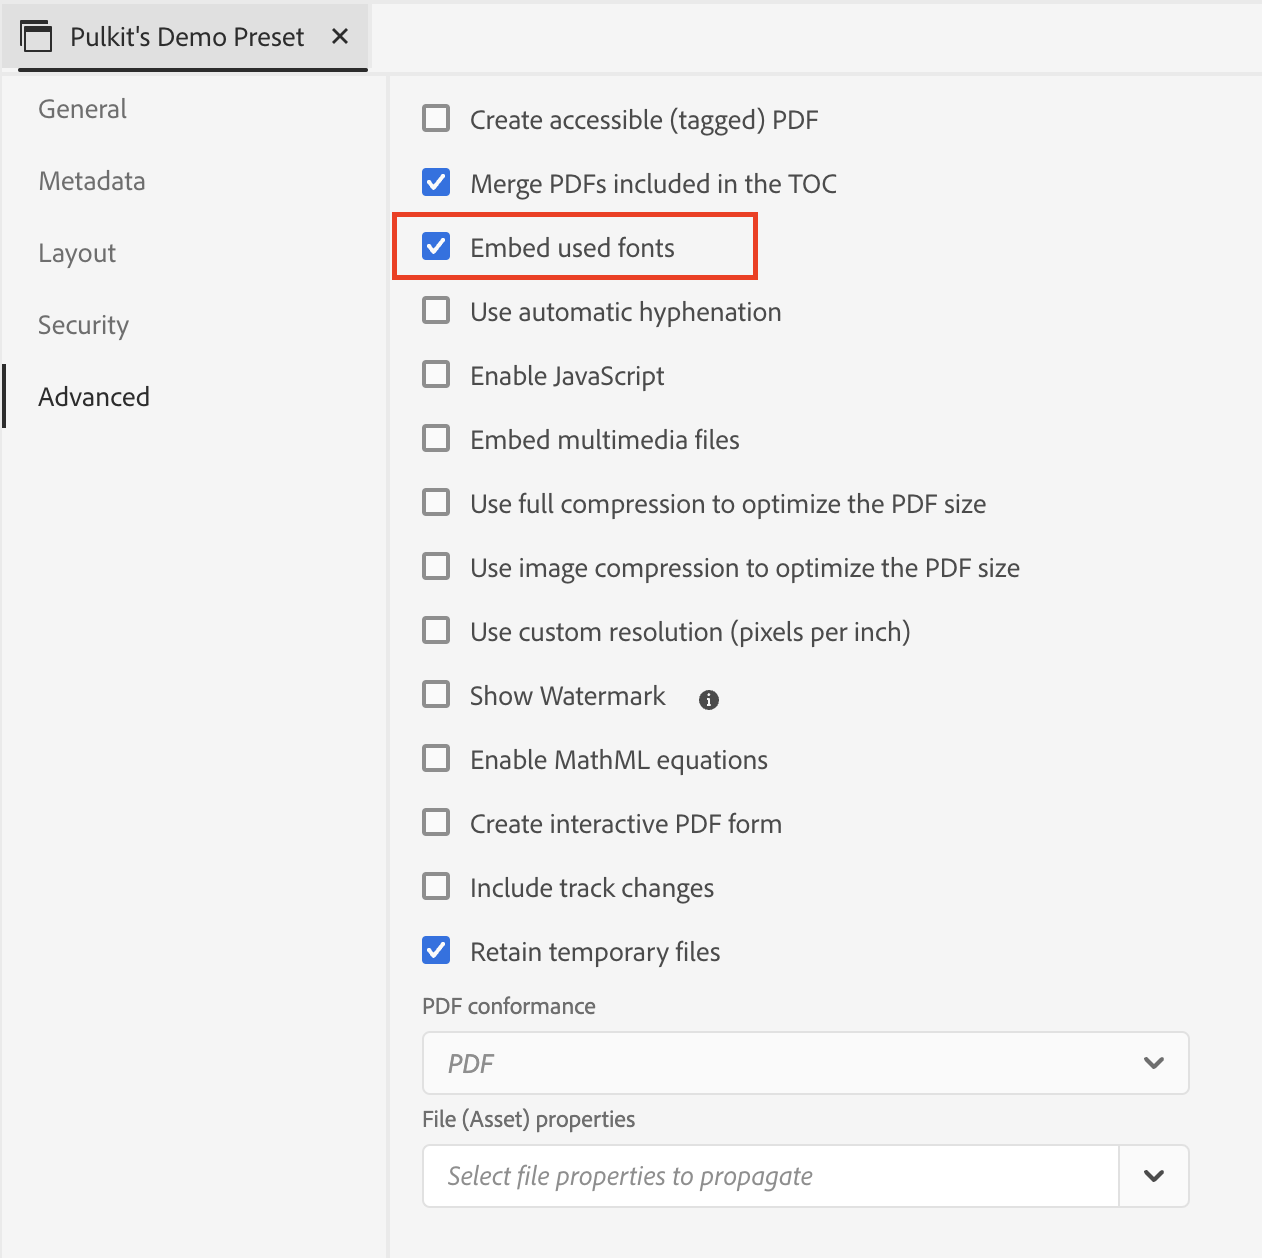 Pulkit's Demo Preset
General
Metadata
Layout
Security
Advanced
Create accessible (tagged) PDF
Merge PDFs included in the TOC
Embed used fonts
Use automatic hyphenation
Enable JavaScript
Embed multimedia files
Use full compression to optimize the PDF size
Use image compression to optimize the PDF size
Use custom resolution (pixels per inch)
Show Watermark
Enable MathML equations
Create interactive PDF form
Include track changes
Retain temporary files
PDF conformance
PDF
File (Asset) properties
Select file properties to propagate